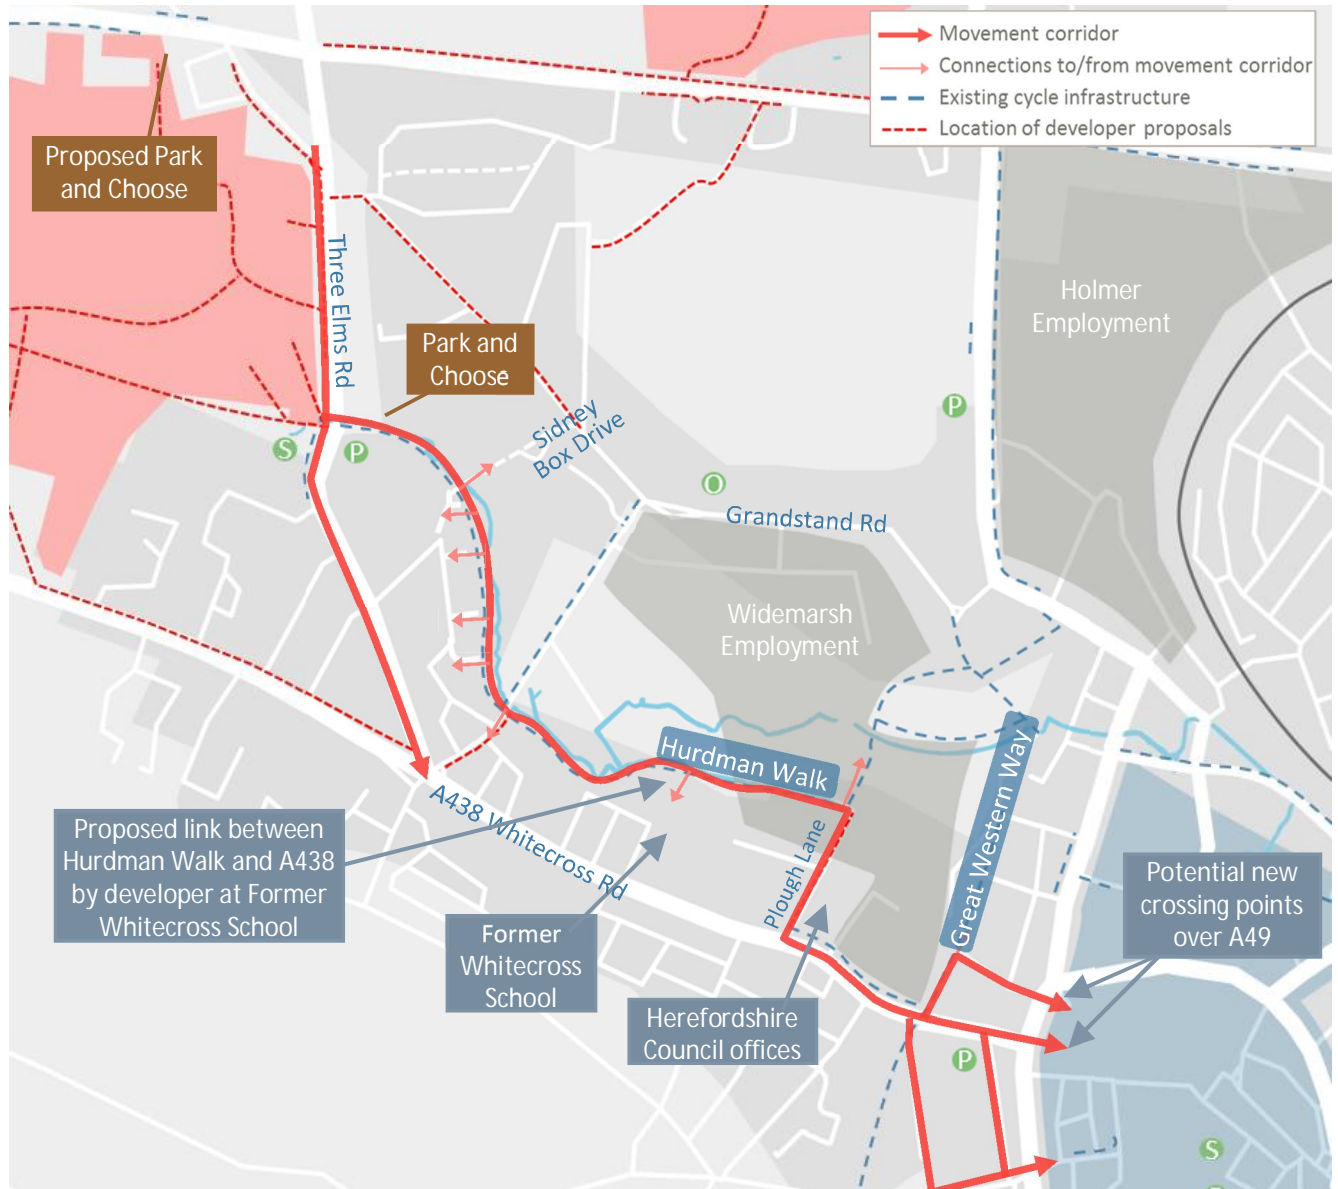 Movement corridor
Connections to/from movement corridor
Existing cycle infrastructure
Location of developer proposals
Proposed Park
and Choose
Three Elms Rd
Holmer
Employment
Park and
Choose
P
Sidney
Box Drive
S
P
O
Grandstand Rd
Widemarsh
Employment
Hurdman Walk
Great Western Way
A438 Whitecross Rd
Plough Lane
Proposed link between
Hurdman Walk and A438
by developer at Former
Whitecross School
Potential new
crossing points
over A49
Former
Whitecross
School
Herefordshire
Council offices
P
S